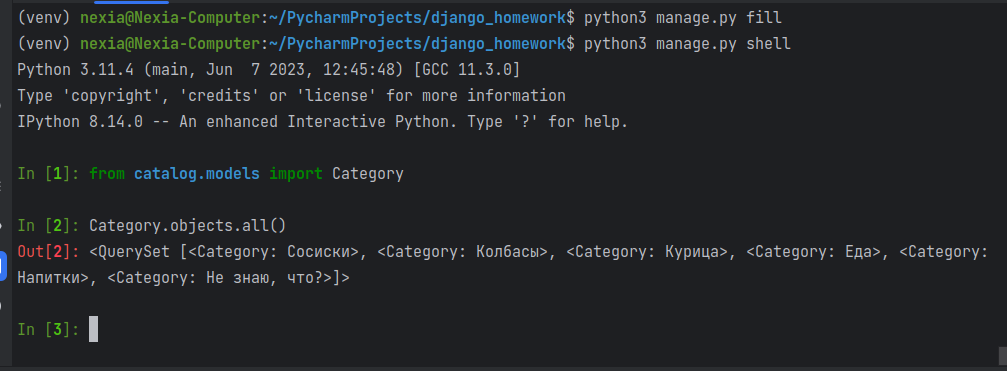 (venv) nexia@Nexia-Computer:~/PycharmProjects/django_homework$ python3 manage.py fill
(venv) nexia@Nexia-Computer:~/PycharmProjects/django_homework$ python3 manage.py shell
Python 3.11.4 (main, Jun  7 2023, 12:45:48) [GCC 11.3.0]
Type 'copyright', 'credits' or 'license' for more information
IPython 8.14.0 -- An enhanced Interactive Python. Type '?' for help.
In [1]: from catalog.models import Category
In [2]: Category.objects.all()
Out[2]: <QuerySet [<Category: Сосиски>, <Category: Колбасы>, <Category: Курица>, <Category: Еда>, <Category:
Напитки>, <Category: Не знаю, что?>]>
In [3]: